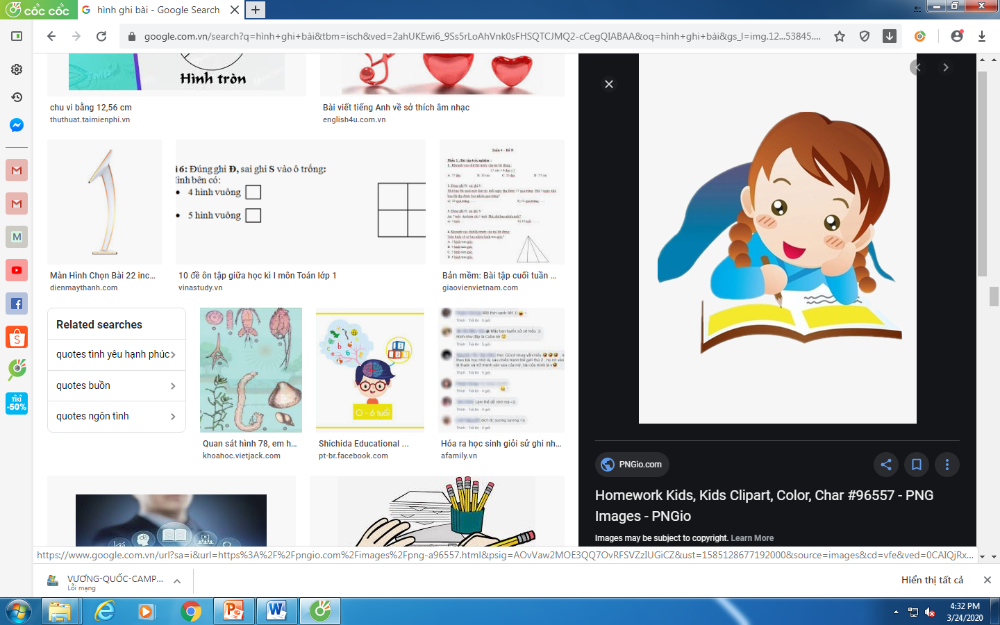 cốc cốc
hình ghi bài - Google Search
google.com.vn/search?q=hình+ghi+bài&tbm=isch&ved=2ahUKEwi6_9Ss5rLoAhVnk0sFHSQTCJMQ2-cCegQIABAA&oq=hình+ghi+bài&gs_l=img.12...53845....
Hình tròn
chu vi bằng 12,56 cm
thuthuat.taimienphi.vn
Bài viết tiếng Anh về sở thích âm nhạc
english4u.com.vn
i 6: Đúng ghi Đ, sai ghi S vào ô trống:
lình bên có:
4 hình vuông
5 hình vuông
Màn Hình Chọn Bài 22 inc...
dienmaythanh.com
10 đề ôn tập giữa học kì I môn Toán lớp 1
vinastudy.vn
Bản mềm: Bài tập cuối tuần ...
giaovienvietnam.com
Related searches
quotes tình yêu hạnh phúc
quotes buồn
quotes ngôn tình
0 - 6 tuổi
Quan sát hình 78, em h...
khoahoc.vietjack.com
Shichida Educational ...
pt-br.facebook.com
Hóa ra học sinh giỏi sử ghi nh...
afamily.vn
TIKI
-50%
PNGio.com
Homework Kids, Kids Clipart, Color, Char #96557 - PNG
Images - PNGio
Images may be subject to copyright. Learn More
https://www.google.com.vn/url?sa=i&url=https%3A%2F%2Fpngio.com%2Fimages%2Fpng-a96557.html&psig=AOvVaw2MOE3QQ7OvRFSVZzIUGiCZ&ust=1585128677192000&source=images&cd=vfe&ved=0CAIQjRx...
VƯƠNG-QUỐC-CAMP...
Lỗi mạng
Hiển thị tất cả
4:32 PM
3/24/2020